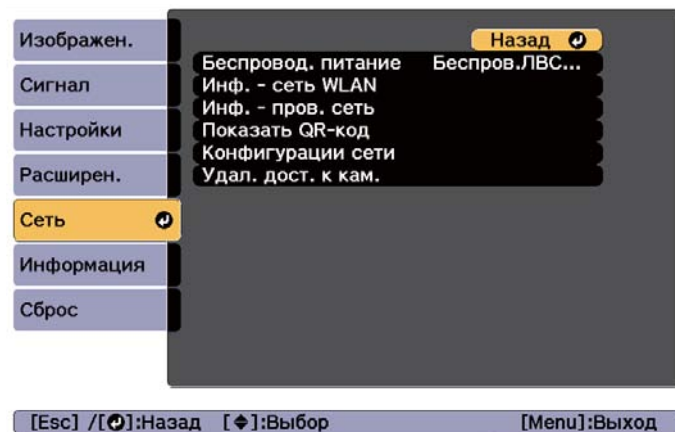 Изображен.
Сигнал
Настройки
Расширен.
Сеть
Информация
Сброс
Назад
Беспровод. питание Беспров.ЛВС...
Инф. - сеть WLAN
Инф. - пров. сеть
Показать QR-код
Конфигурации сети
Удал. дост. к кам.
[Esc] /[⏎]:Назад [◆]:Выбор [Menu]:Выход